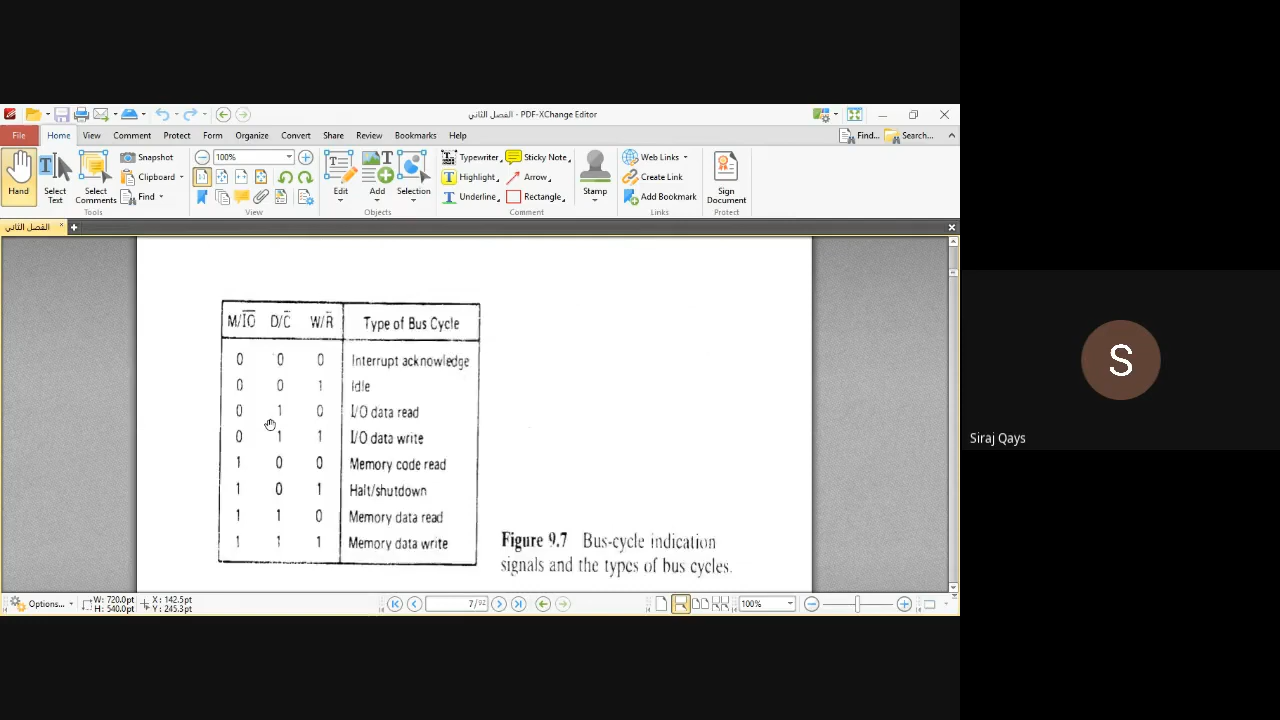 الفصل الثاني - PDF-XChange Editor
File Home View Comment Protect Form Organize Convert Share Review Bookmarks Help Find... Search...
Hand
Select Text
Select Comments
Snapshot
Clipboard
Find
Tools
100%
View
Edit
Add
Selection
Objects
Typewriter
Highlight
Underline
Sticky Note
Arrow
Rectangle
Comment
Stamp
Web Links
Create Link
Add Bookmark
Links
Sign Document
Protect
الفصل الثاني
M/I̅O̅ D/C̅ W/R̅ Type of Bus Cycle
0 0 0 Interrupt acknowledge
0 0 1 Idle
0 1 0 I/O data read
0 1 1 I/O data write
1 0 0 Memory code read
1 0 1 Halt/shutdown
1 1 0 Memory data read
1 1 1 Memory data write
Figure 9.7 Bus-cycle indication
signals and the types of bus cycles.
Options... W: 720.0pt X: 142.5pt
H: 540.0pt Y: 245.3pt
7/92
100%
S
Siraj Qays